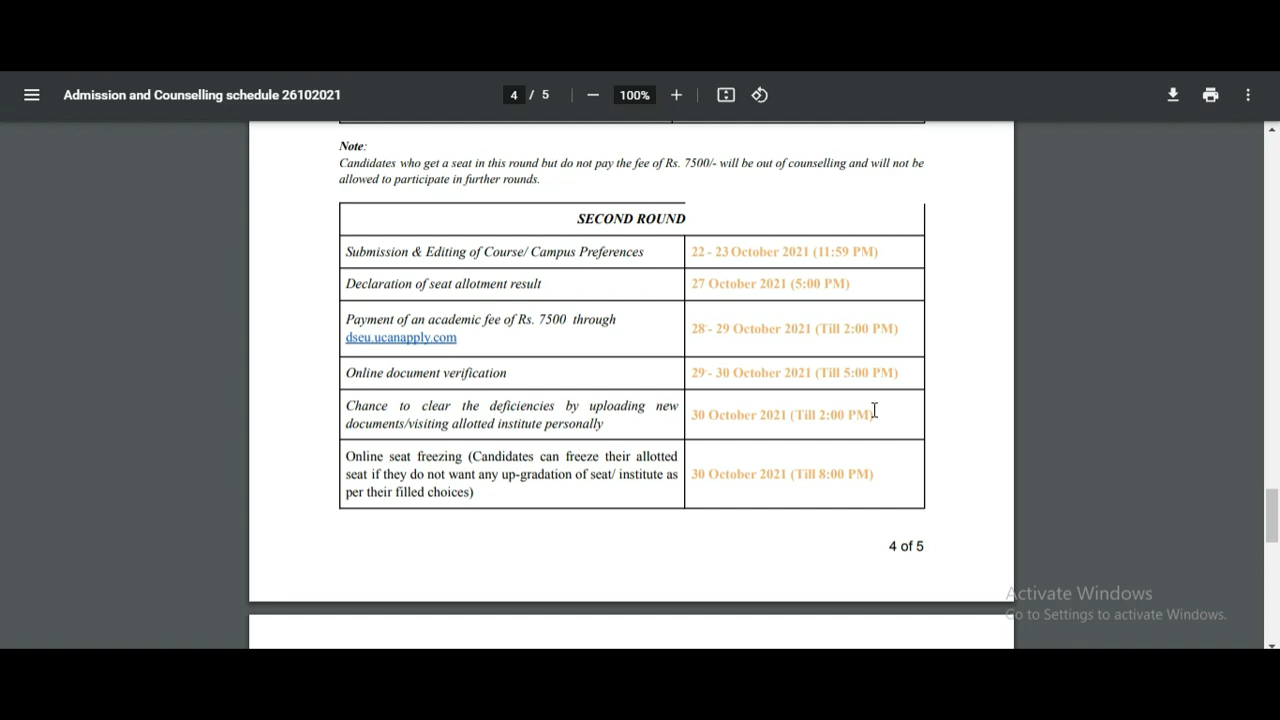 Admission and Counselling schedule 26102021
4 / 5
100%
Note:
Candidates who get a seat in this round but do not pay the fee of Rs. 7500/- will be out of counselling and will not be
allowed to participate in further rounds.
SECOND ROUND
Submission & Editing of Course/ Campus Preferences
22 - 23 October 2021 (11:59 PM)
Declaration of seat allotment result
27 October 2021 (5:00 PM)
Payment of an academic fee of Rs. 7500 through
dseu.ucanapply.com
28 - 29 October 2021 (Till 2:00 PM)
Online document verification
29 - 30 October 2021 (Till 5:00 PM)
Chance to clear the deficiencies by uploading new
documents/visiting allotted institute personally
30 October 2021 (Till 2:00 PM)
Online seat freezing (Candidates can freeze their allotted
seat if they do not want any up-gradation of seat/ institute as
per their filled choices)
30 October 2021 (Till 8:00 PM)
4 of 5
Activate Windows
Go to Settings to activate Windows.